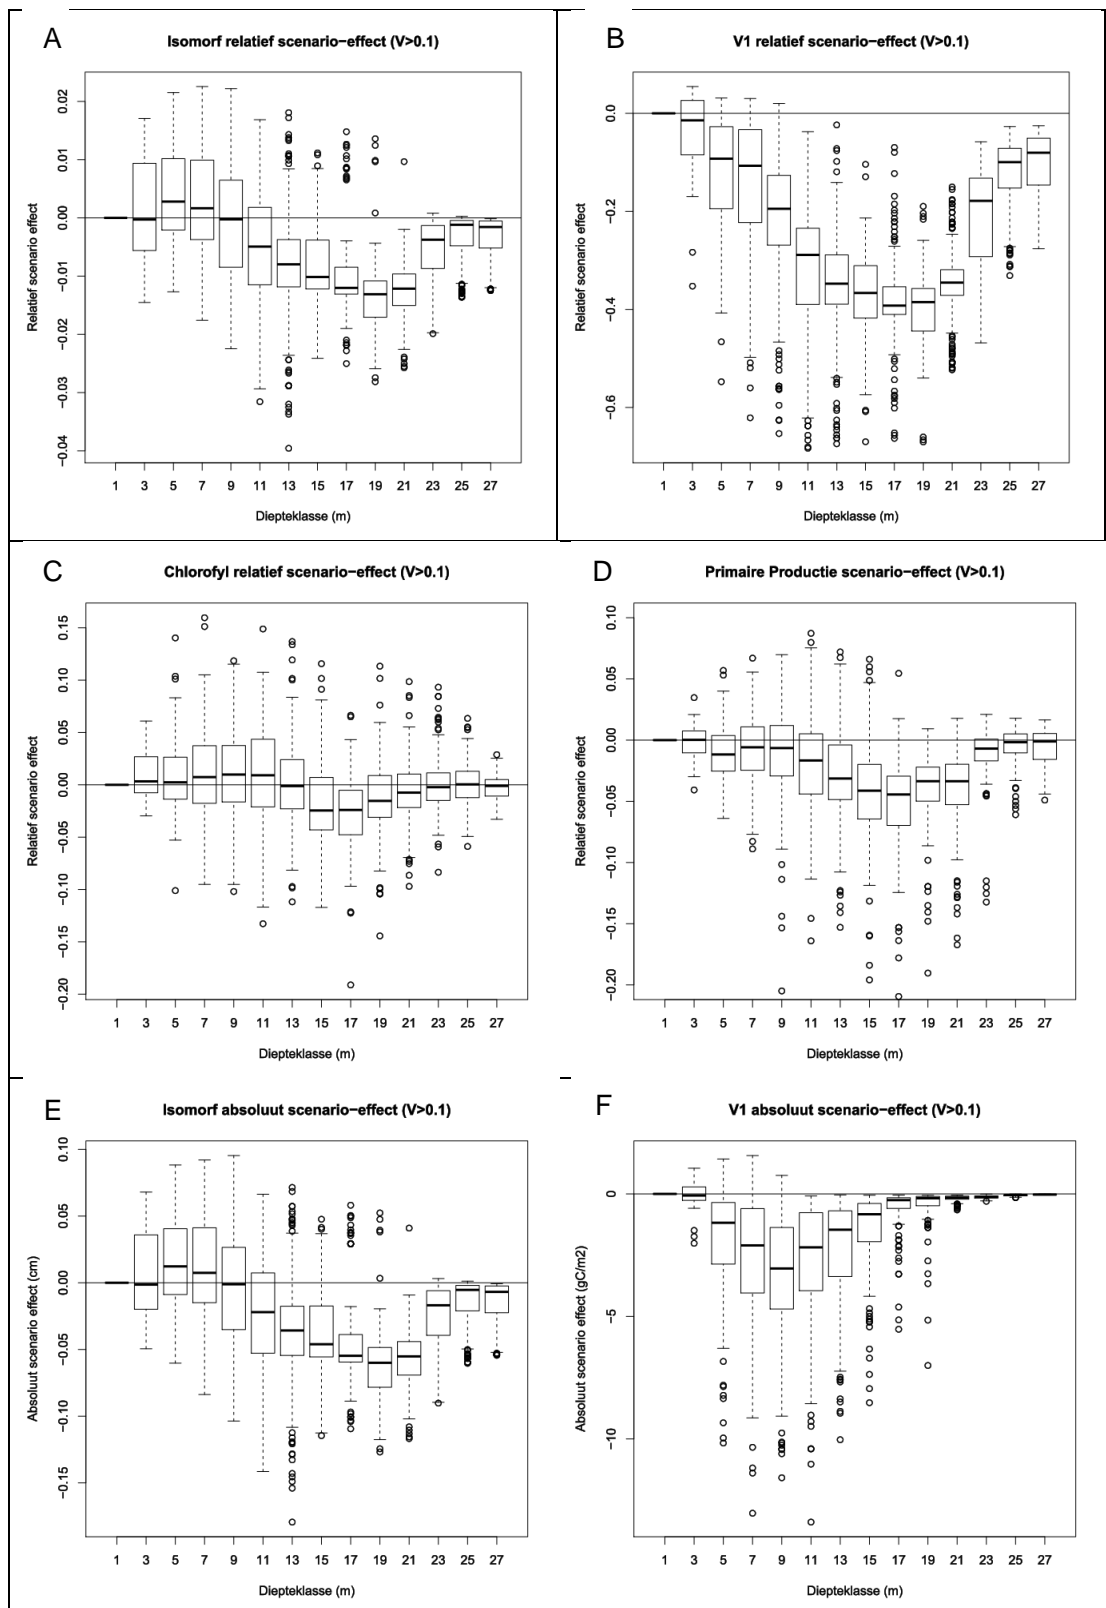 A
Isomorf relatief scenario−effect (V>0.1)
Relatief scenario effect
0.02
0.01
0.00
−0.01
−0.02
−0.03
−0.04
1 3 5 7 9 11 13 15 17 19 21 23 25 27
Diepteklasse (m)
B
V1 relatief scenario−effect (V>0.1)
Relatief scenario effect
0.0
−0.2
−0.4
−0.6
1 3 5 7 9 11 13 15 17 19 21 23 25 27
Diepteklasse (m)
C
Chlorofyl relatief scenario−effect (V>0.1)
Relatief scenario effect
0.15
0.10
0.05
0.00
−0.05
−0.10
−0.15
−0.20
1 3 5 7 9 11 13 15 17 19 21 23 25 27
Diepteklasse (m)
D
Primaire Productie scenario−effect (V>0.1)
Relatief scenario effect
0.10
0.05
0.00
−0.05
−0.10
−0.15
−0.20
1 3 5 7 9 11 13 15 17 19 21 23 25 27
Diepteklasse (m)
E
Isomorf absoluut scenario−effect (V>0.1)
Absoluut scenario effect (cm)
0.10
0.05
0.00
−0.05
−0.10
−0.15
1 3 5 7 9 11 13 15 17 19 21 23 25 27
Diepteklasse (m)
F
V1 absoluut scenario−effect (V>0.1)
Absoluut scenario effect (gC/m2)
0
−5
−10
1 3 5 7 9 11 13 15 17 19 21 23 25 27
Diepteklasse (m)